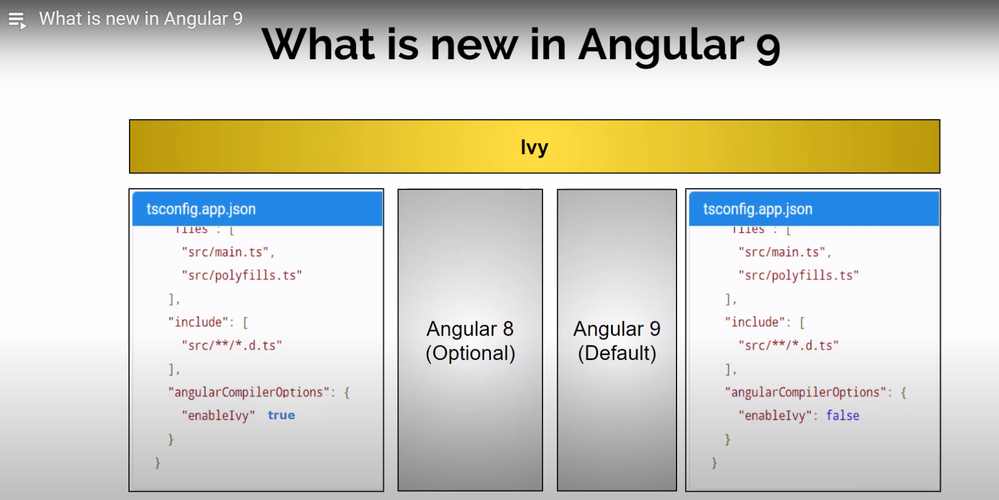 What is new in Angular 9
What is new in Angular 9
Ivy
tsconfig.app.json
"files": [
"src/main.ts",
"src/polyfills.ts"
],
"include": [
"src/**/*.d.ts"
],
"angularCompilerOptions": {
"enableIvy" true
}
}
Angular 8
(Optional)
Angular 9
(Default)
tsconfig.app.json
"files": [
"src/main.ts",
"src/polyfills.ts"
],
"include": [
"src/**/*.d.ts"
],
"angularCompilerOptions": {
"enableIvy": false
}
}